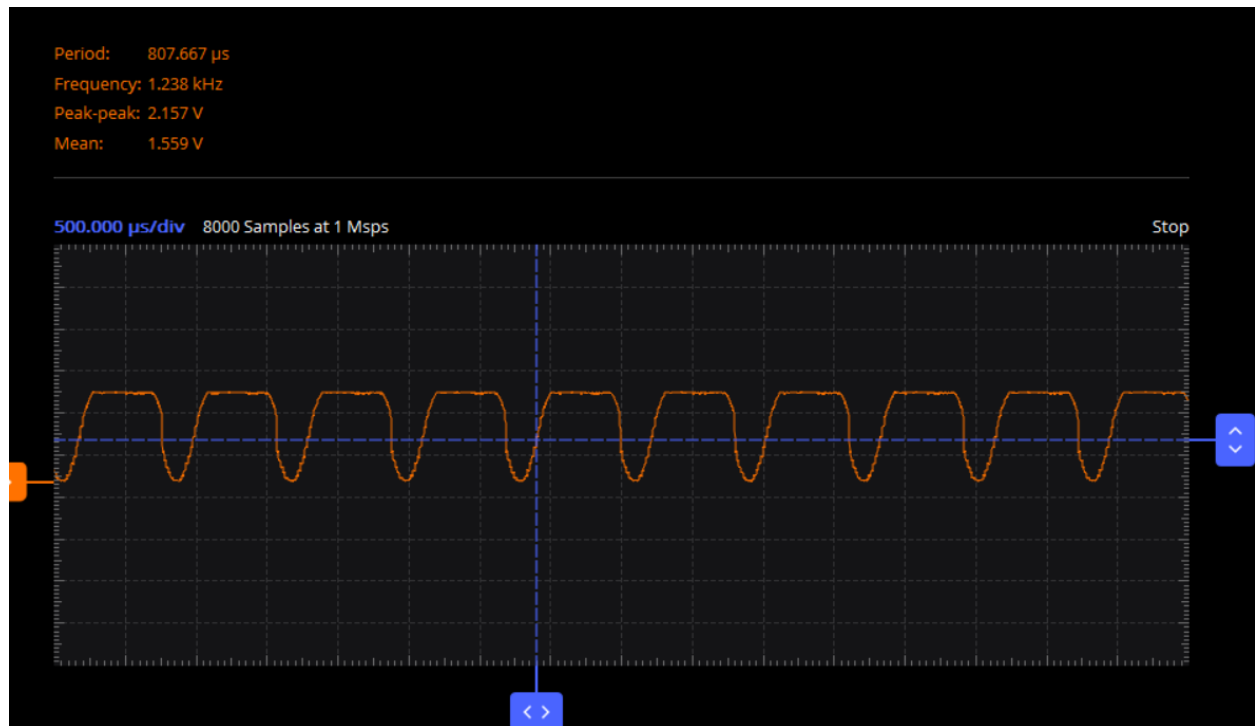 Period: 807.667 µs
Frequency: 1.238 kHz
Peak-peak: 2.157 V
Mean: 1.559 V
500.000 µs/div 8000 Samples at 1 Msps Stop